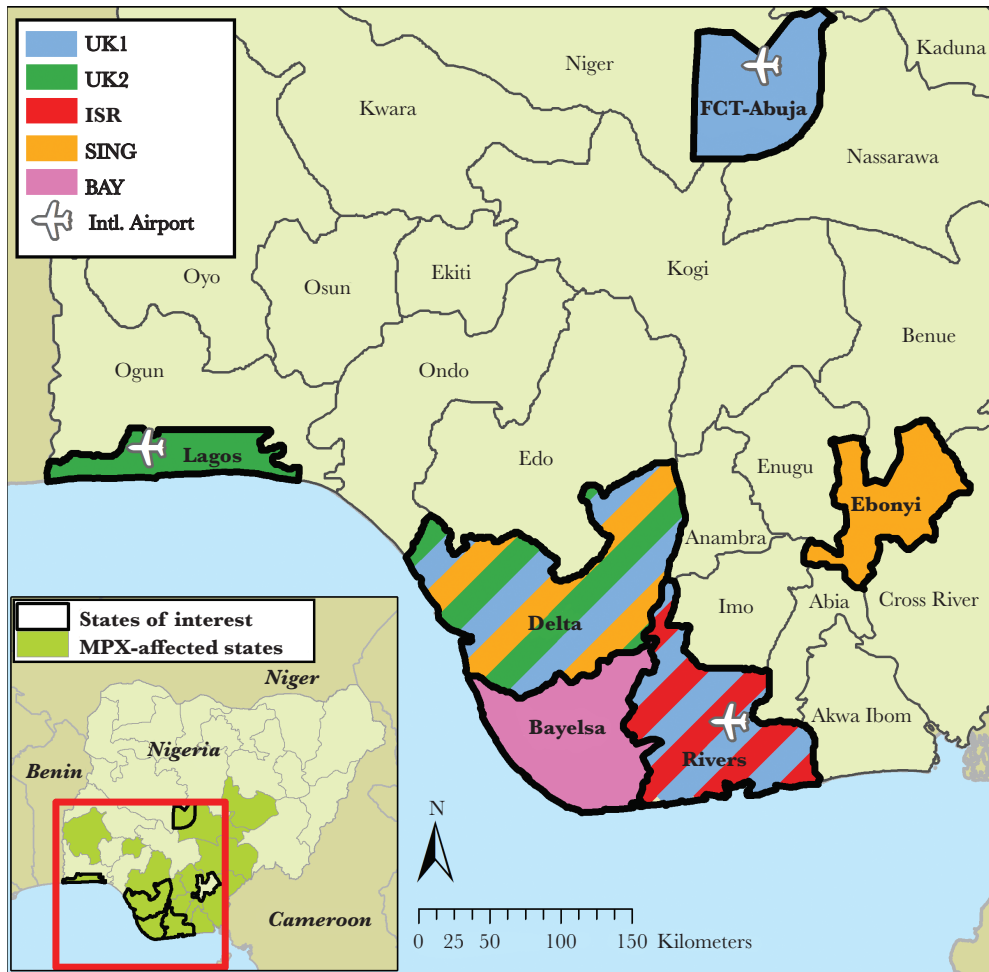 UK1
UK2
ISR
SING
BAY
Intl. Airport
Kaduna
Niger
Kwara
FCT-Abuja
Nassarawa
Oyo
Osun
Ekiti
Kogi
Benue
Ogun
Ondo
Lagos
Edo
Enugu
Ebonyi
Anambra
Imo
Abia
Cross River
Delta
Bayelsa
Rivers
Akwa Ibom
States of interest
MPX-affected states
Niger
Nigeria
Benin
Cameroon
N
0 25 50 100 150 Kilometers